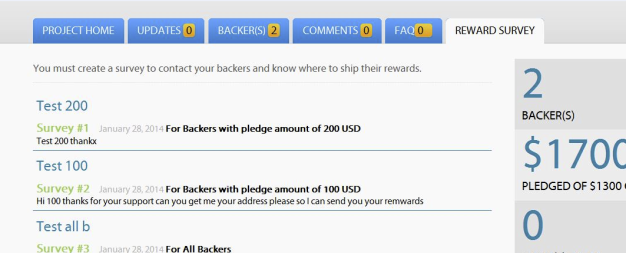 PROJECT HOME UPDATES 0 BACKER(S) 2 COMMENTS 0 FAQ 0 REWARD SURVEY
You must create a survey to contact your backers and know where to ship their rewards.
Test 200
Survey #1 January 28, 2014 For Backers with pledge amount of 200 USD
Test 200 thankx
Test 100
Survey #2 January 28, 2014 For Backers with pledge amount of 100 USD
Hi 100 thanks for your support can you get me your address please so I can send you your remwards
Test all b
Survey #3 January 28, 2014 For All Backers
2
BACKER(S)
$1700
PLEDGED OF $1300
0